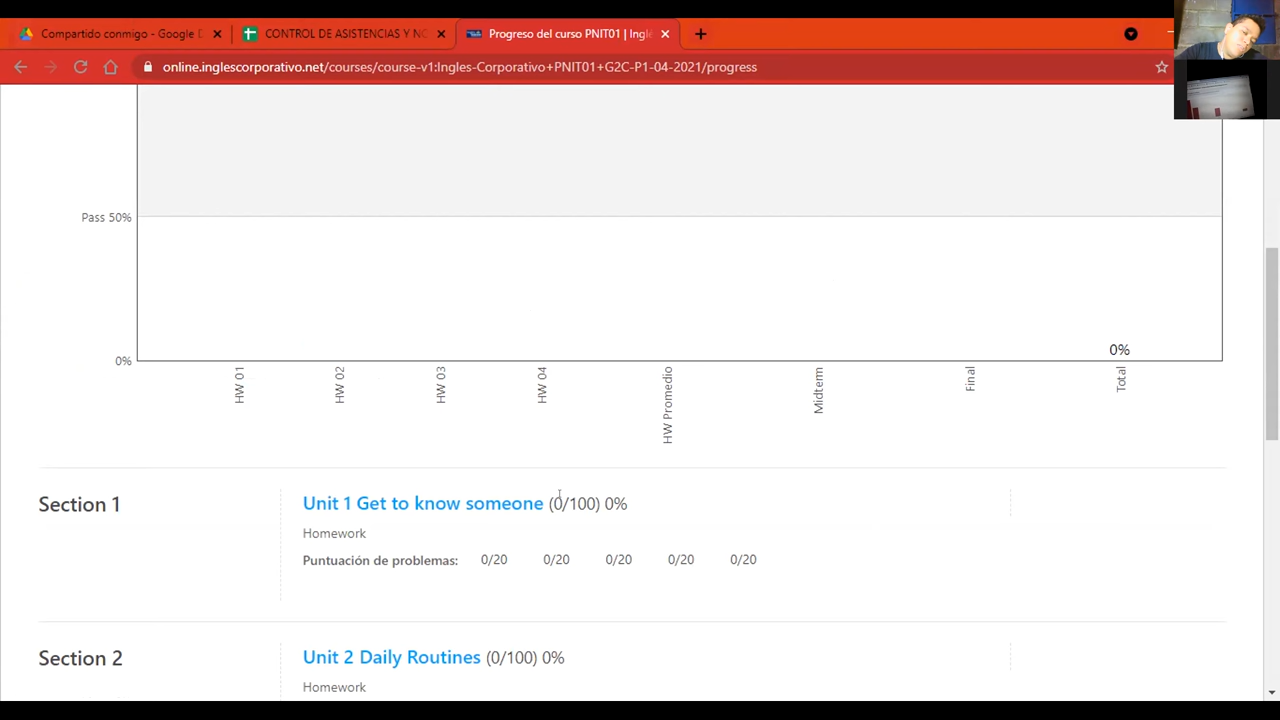 Compartido conmigo - Google D
CONTROL DE ASISTENCIAS Y NO
Progreso del curso PNIT01 | Ingle
online.inglescorporativo.net/courses/course-v1:Ingles-Corporativo+PNIT01+G2C-P1-04-2021/progress
Pass 50%
0%
0%
HW 01
HW 02
HW 03
HW 04
HW Promedio
Midterm
Final
Total
Section 1
Unit 1 Get to know someone (0/100) 0%
Homework
Puntuación de problemas: 0/20 0/20 0/20 0/20 0/20
Section 2
Unit 2 Daily Routines (0/100) 0%
Homework